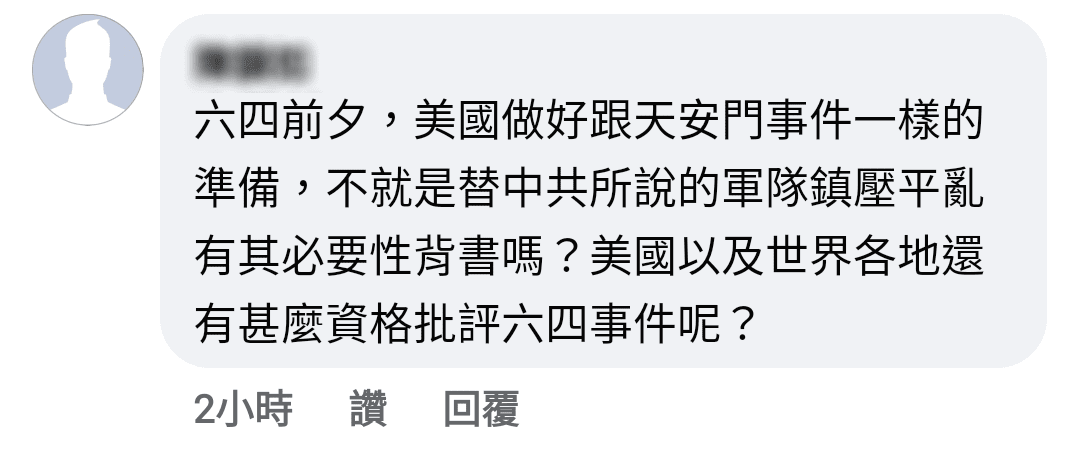 六四前夕，美國做好跟天安門事件一樣的
準備，不就是替中共所說的軍隊鎮壓平亂
有其必要性背書嗎？美國以及世界各地還
有甚麼資格批評六四事件呢？
2小時 讚 回覆